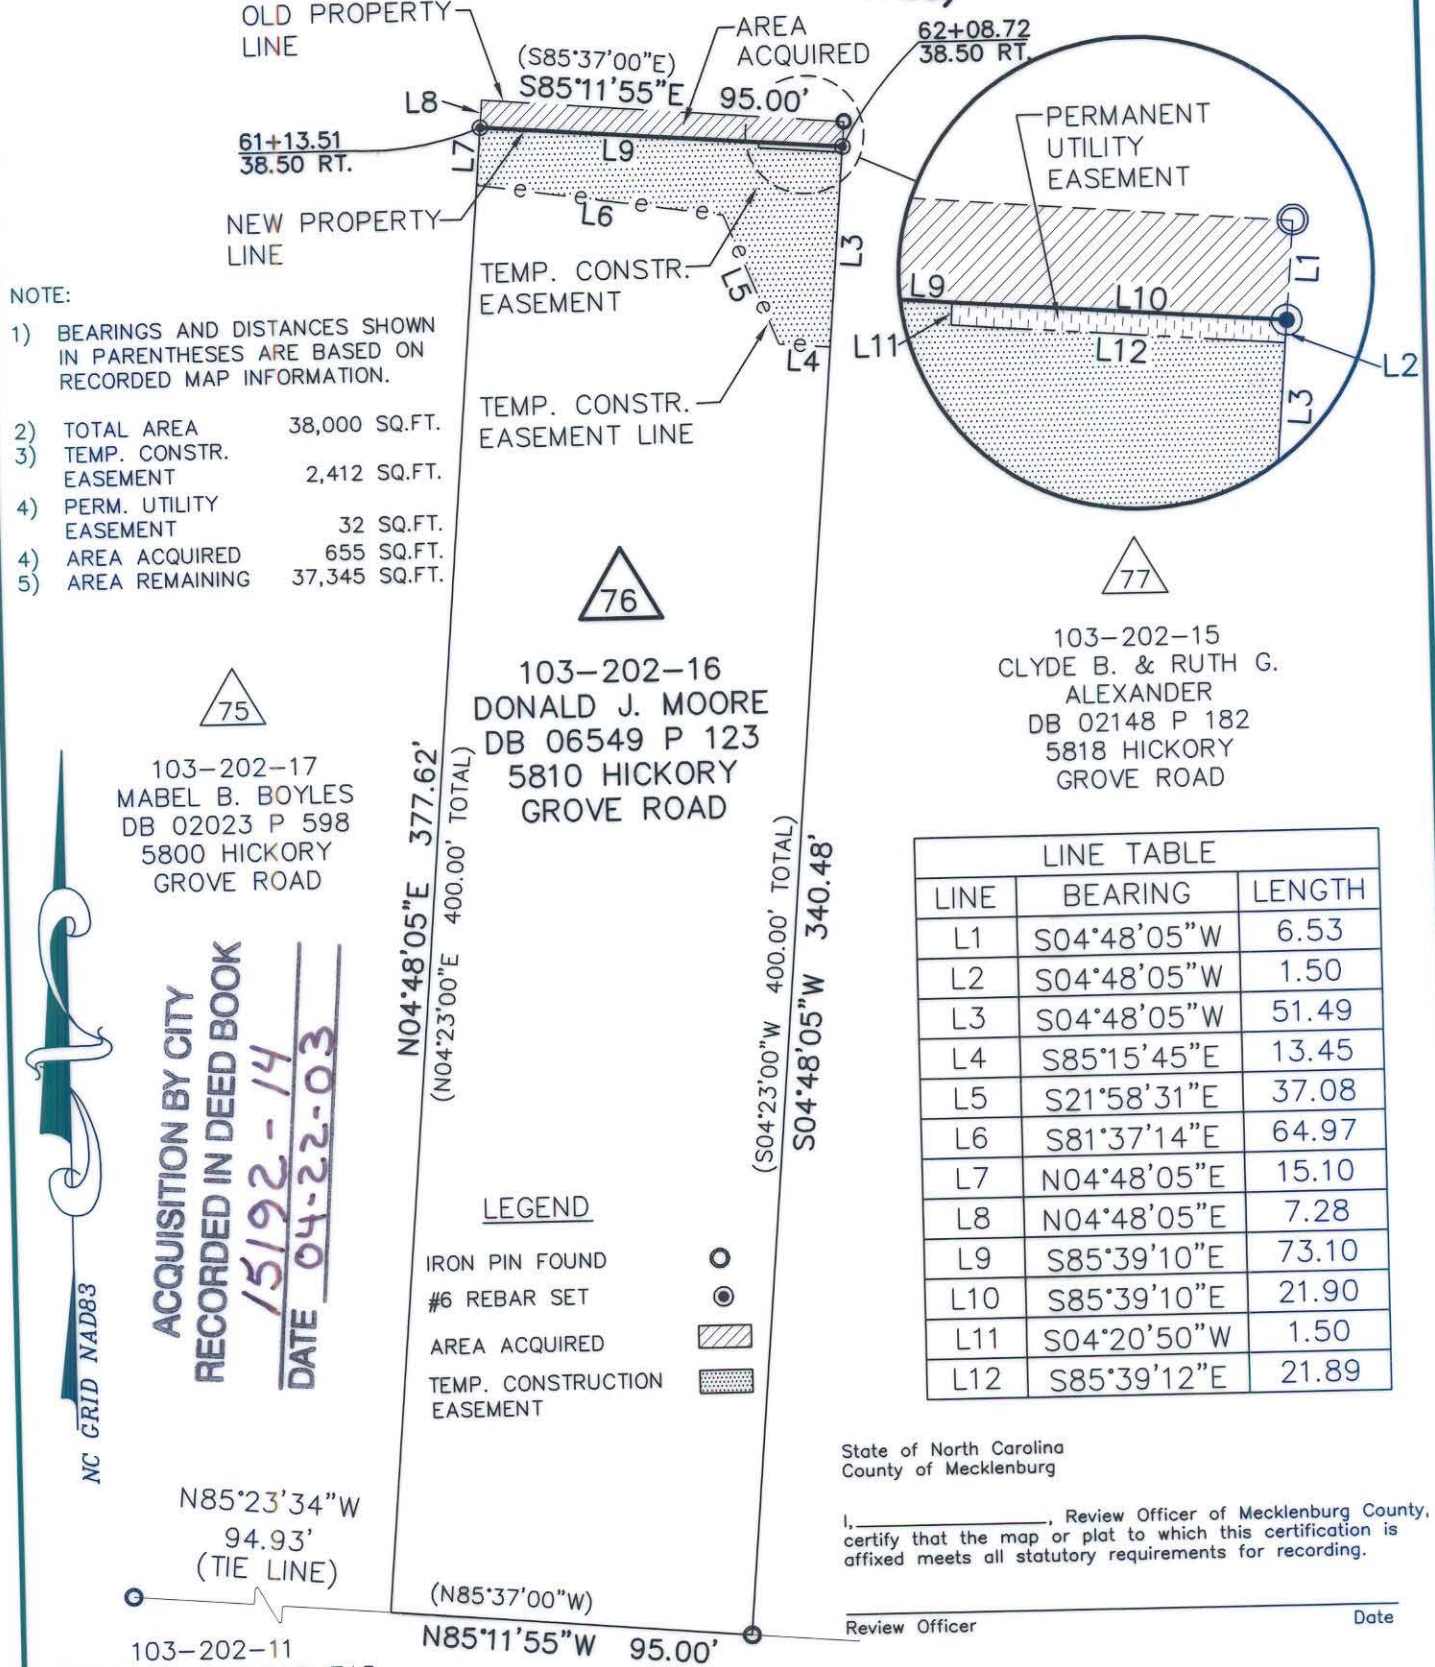 OLD PROPERTY
LINE
(S85°37'00"E)
S85°11'55"E 95.00'
AREA
ACQUIRED
62+08.72
38.50 RT.
L8
61+13.51
38.50 RT.
L7
L9
NEW PROPERTY
LINE
e e e e
L6
e
L5
e
e
L4
L3
TEMP. CONSTR.
EASEMENT
TEMP. CONSTR.
EASEMENT LINE
PERMANENT
UTILITY
EASEMENT
L1
L9
L10
L11
L12
L2
L3
NOTE:
1) BEARINGS AND DISTANCES SHOWN
IN PARENTHESES ARE BASED ON
RECORDED MAP INFORMATION.
2) TOTAL AREA 38,000 SQ.FT.
3) TEMP. CONSTR.
EASEMENT 2,412 SQ.FT.
4) PERM. UTILITY
EASEMENT 32 SQ.FT.
4) AREA ACQUIRED 655 SQ.FT.
5) AREA REMAINING 37,345 SQ.FT.
75
103-202-17
MABEL B. BOYLES
DB 02023 P 598
5800 HICKORY
GROVE ROAD
76
103-202-16
DONALD J. MOORE
DB 06549 P 123
5810 HICKORY
GROVE ROAD
77
103-202-15
CLYDE B. & RUTH G.
ALEXANDER
DB 02148 P 182
5818 HICKORY
GROVE ROAD
N04°48'05"E 377.62'
(N04°23'00"E 400.00' TOTAL)
(S04°23'00"W 400.00' TOTAL)
S04°48'05"W 340.48'
ACQUISITION BY CITY
RECORDED IN DEED BOOK
15192-14
DATE 04-22-03
NC GRID NAD83
LINE TABLE
LINE BEARING LENGTH
L1 S04°48'05"W 6.53
L2 S04°48'05"W 1.50
L3 S04°48'05"W 51.49
L4 S85°15'45"E 13.45
L5 S21°58'31"E 37.08
L6 S81°37'14"E 64.97
L7 N04°48'05"E 15.10
L8 N04°48'05"E 7.28
L9 S85°39'10"E 73.10
L10 S85°39'10"E 21.90
L11 S04°20'50"W 1.50
L12 S85°39'12"E 21.89
LEGEND
IRON PIN FOUND
#6 REBAR SET
AREA ACQUIRED
TEMP. CONSTRUCTION
EASEMENT
State of North Carolina
County of Mecklenburg
I,____________, Review Officer of Mecklenburg County,
certify that the map or plat to which this certification is
affixed meets all statutory requirements for recording.
Review Officer Date
N85°23'34"W
94.93'
(TIE LINE)
(N85°37'00"W)
N85°11'55"W 95.00'
103-202-11